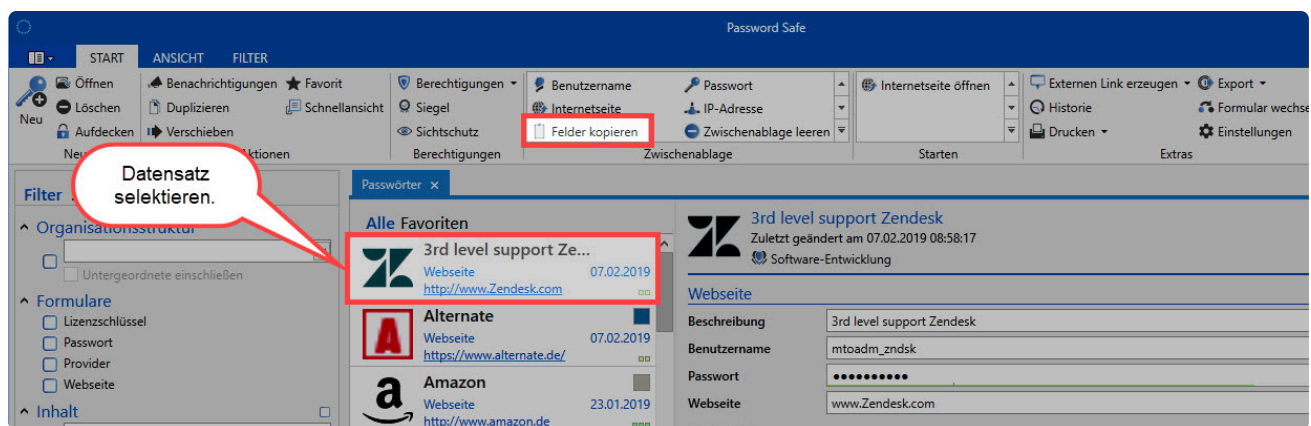 Password Safe
START ANSICHT FILTER
Neu
Öffnen
Löschen
Aufdecken
Benachrichtigungen
Duplizieren
Verschieben
Favorit
Schnellansicht
Aktionen
Berechtigungen
Siegel
Sichtschutz
Berechtigungen
Benutzername
Internetseite
Felder kopieren
Passwort
IP-Adresse
Zwischenablage leeren
Zwischenablage
Internetseite öffnen
Starten
Externen Link erzeugen
Historie
Drucken
Export
Formular wechse
Einstellungen
Extras
Datensatz
selektieren.
Filter
Organisationsstruktur
Untergeordnete einschließen
Formulare
Lizenzschlüssel
Passwort
Provider
Webseite
Inhalt
Passwörter
Alle Favoriten
3rd level support Ze...
Webseite 07.02.2019
http://www.Zendesk.com
A
Alternate
Webseite 07.02.2019
https://www.alternate.de/
a
Amazon
Webseite 23.01.2019
http://www.amazon.de
3rd level support Zendesk
Zuletzt geändert am 07.02.2019 08:58:17
Software-Entwicklung
Webseite
Beschreibung 3rd level support Zendesk
Benutzername mtoadm_zndsk
Passwort ••••••••••
Webseite www.Zendesk.com